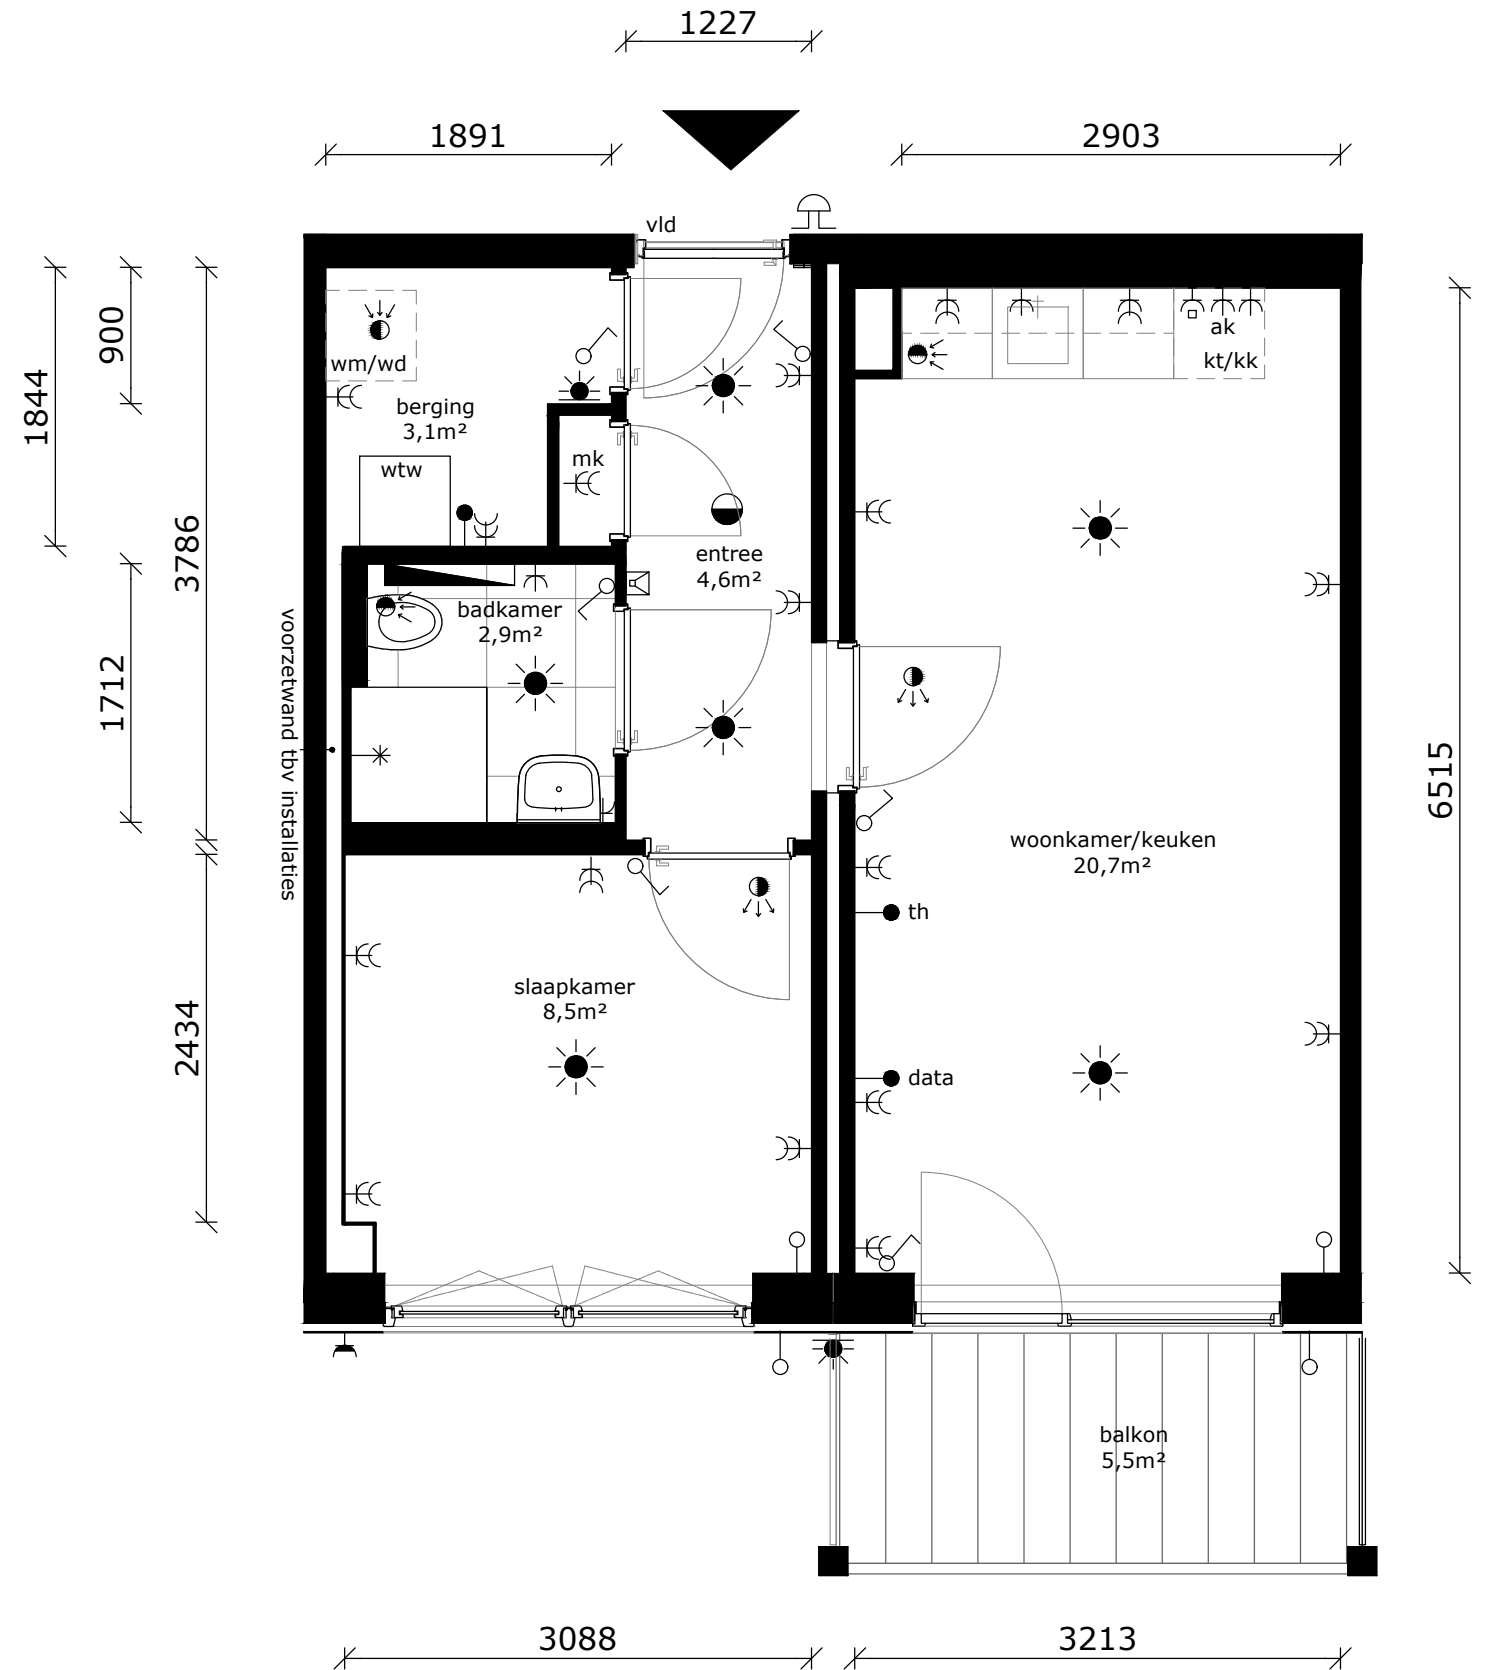 1227
1891
2903
vld
900
1844
3786
1712
2434
6515
wm/wd
berging
3,1m²
wtw
mk
ak
kt/kk
entree
4,6m²
badkamer
2,9m²
voorzetwand tbv installaties
woonkamer/keuken
20,7m²
th
slaapkamer
8,5m²
data
balkon
5,5m²
3088
3213